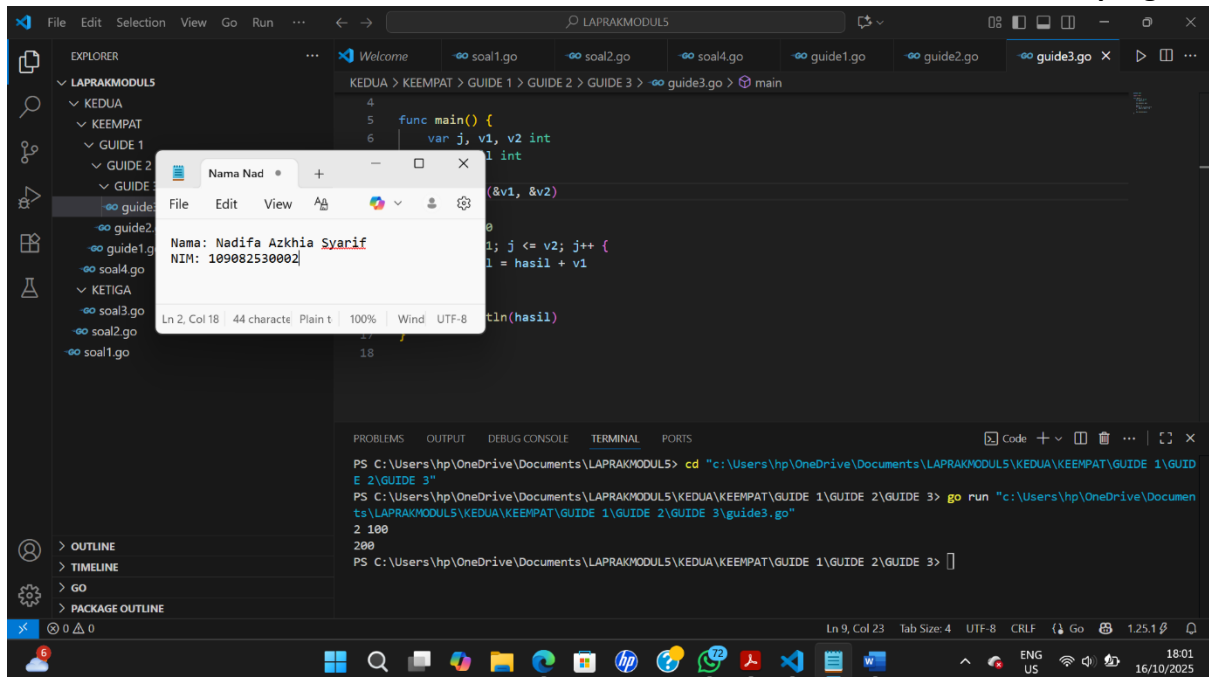 File Edit Selection View Go Run ··· LAPRAKMODUL5
EXPLORER ···
LAPRAKMODUL5
KEDUA
KEEMPAT
GUIDE 1
GUIDE 2
GUIDE
guide
guide2.
guide1.g
soal4.go
KETIGA
soal3.go
soal2.go
soal1.go
OUTLINE
TIMELINE
GO
PACKAGE OUTLINE
Welcome soal1.go soal2.go soal4.go guide1.go guide2.go guide3.go
KEDUA > KEEMPAT > GUIDE 1 > GUIDE 2 > GUIDE 3 > guide3.go > main
4
5 func main() {
6 var j, v1, v2 int
l int
(&v1, &v2)
0
1; j <= v2; j++ {
l = hasil + v1
tln(hasil)
17 }
18
Nama Nad
File Edit View
Nama: Nadifa Azkhia Syarif
NIM: 109082530002
Ln 2, Col 18 44 characte Plain t 100% Wind UTF-8
PROBLEMS OUTPUT DEBUG CONSOLE TERMINAL PORTS Code
PS C:\Users\hp\OneDrive\Documents\LAPRAKMODUL5> cd "c:\Users\hp\OneDrive\Documents\LAPRAKMODUL5\KEDUA\KEEMPAT\GUIDE 1\GUID
E 2\GUIDE 3"
PS C:\Users\hp\OneDrive\Documents\LAPRAKMODUL5\KEDUA\KEEMPAT\GUIDE 1\GUIDE 2\GUIDE 3> go run "c:\Users\hp\OneDrive\Documen
ts\LAPRAKMODUL5\KEDUA\KEEMPAT\GUIDE 1\GUIDE 2\GUIDE 3\guide3.go"
2 100
200
PS C:\Users\hp\OneDrive\Documents\LAPRAKMODUL5\KEDUA\KEEMPAT\GUIDE 1\GUIDE 2\GUIDE 3>
0 0 Ln 9, Col 23 Tab Size: 4 UTF-8 CRLF Go 1.25.1
6 72 ENG US 18:01 16/10/2025